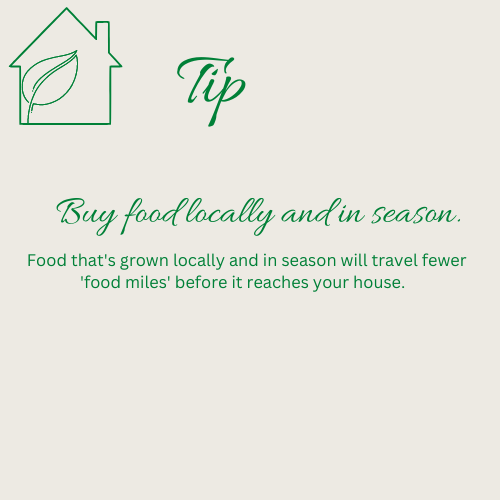 Tip
Buy food locally and in season.
Food that's grown locally and in season will travel fewer
'food miles' before it reaches your house.